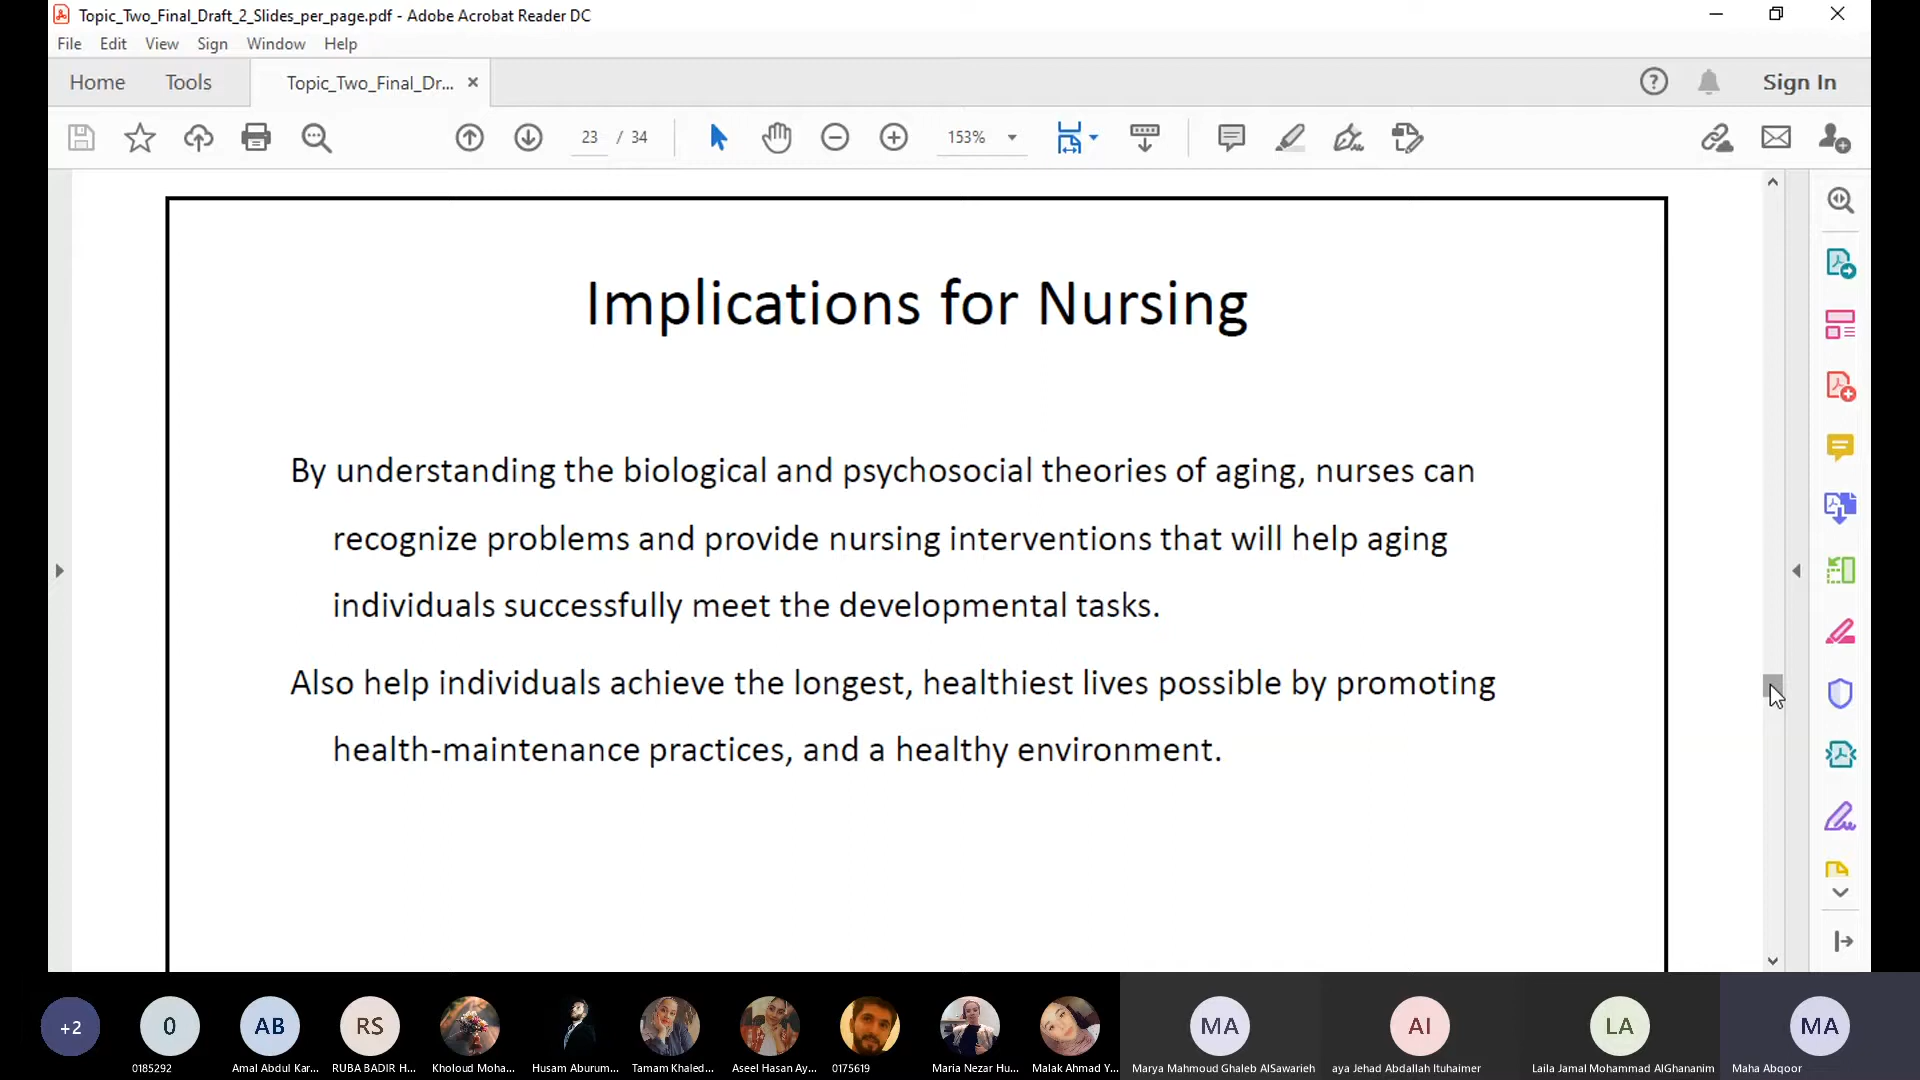 Topic_Two_Final_Draft_2_Slides_per_page.pdf - Adobe Acrobat Reader DC
File Edit View Sign Window Help
Home Tools Topic_Two_Final_Dr... × Sign In
23 / 34 153%
Implications for Nursing
By understanding the biological and psychosocial theories of aging, nurses can
recognize problems and provide nursing interventions that will help aging
individuals successfully meet the developmental tasks.
Also help individuals achieve the longest, healthiest lives possible by promoting
health-maintenance practices, and a healthy environment.
+2 0 AB RS MA AI LA MA
0185292 Amal Abdul Kar... RUBA BADIR H... Kholoud Moha... Husam Aburum... Tamam Khaled... Aseel Hasan Ay... 0175619 Maria Nezar Hu... Malak Ahmad Y... Marya Mahmoud Ghaleb AlSawarieh aya Jehad Abdallah Ituhaimer Laila Jamal Mohammad AlGhananim Maha Abqoor